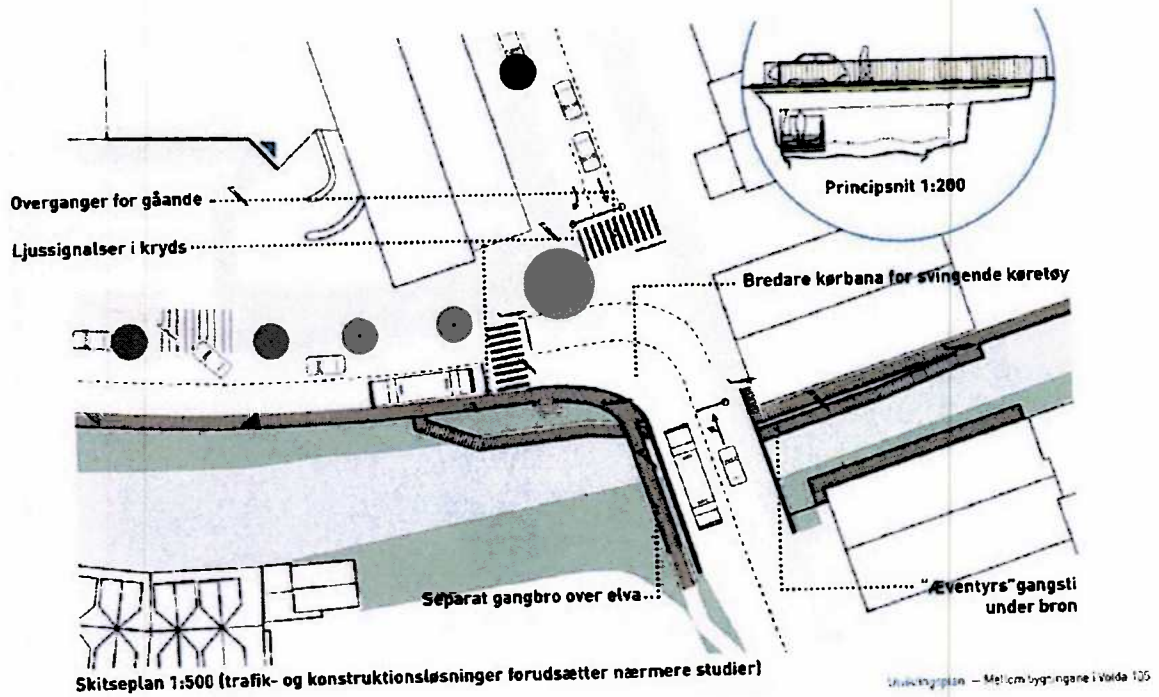 Principsnit 1:200
Overganger for gåande
Ljussignalser i kryds
Bredare kørbana for svingende køretøy
Separat gangbro over elva
"Æventyrs"gangsti
under bron
Skitseplan 1:500 (trafik- og konstruktionsløsninger forudsætter nærmere studier)
— Mellom bygningane i Volda 105